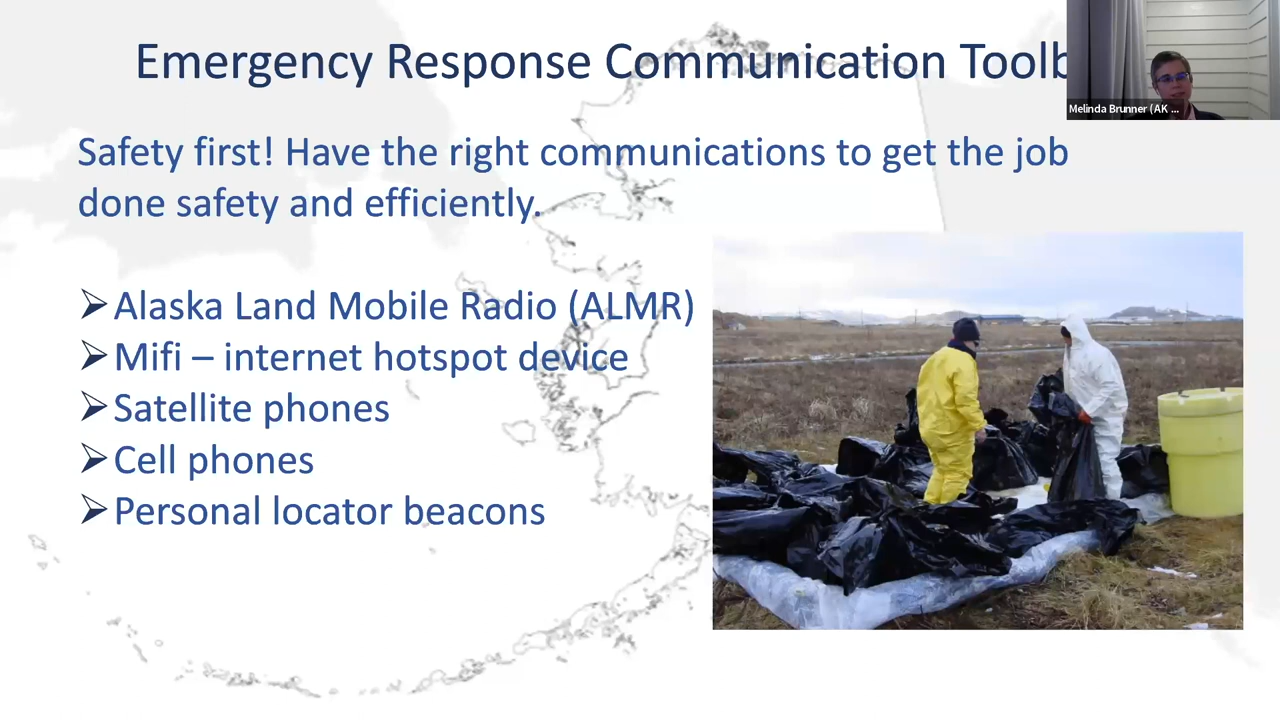 Emergency Response Communication Toolb
Melinda Brunner (AK ...
Safety first! Have the right communications to get the job
done safety and efficiently.
Alaska Land Mobile Radio (ALMR)
Mifi – internet hotspot device
Satellite phones
Cell phones
Personal locator beacons